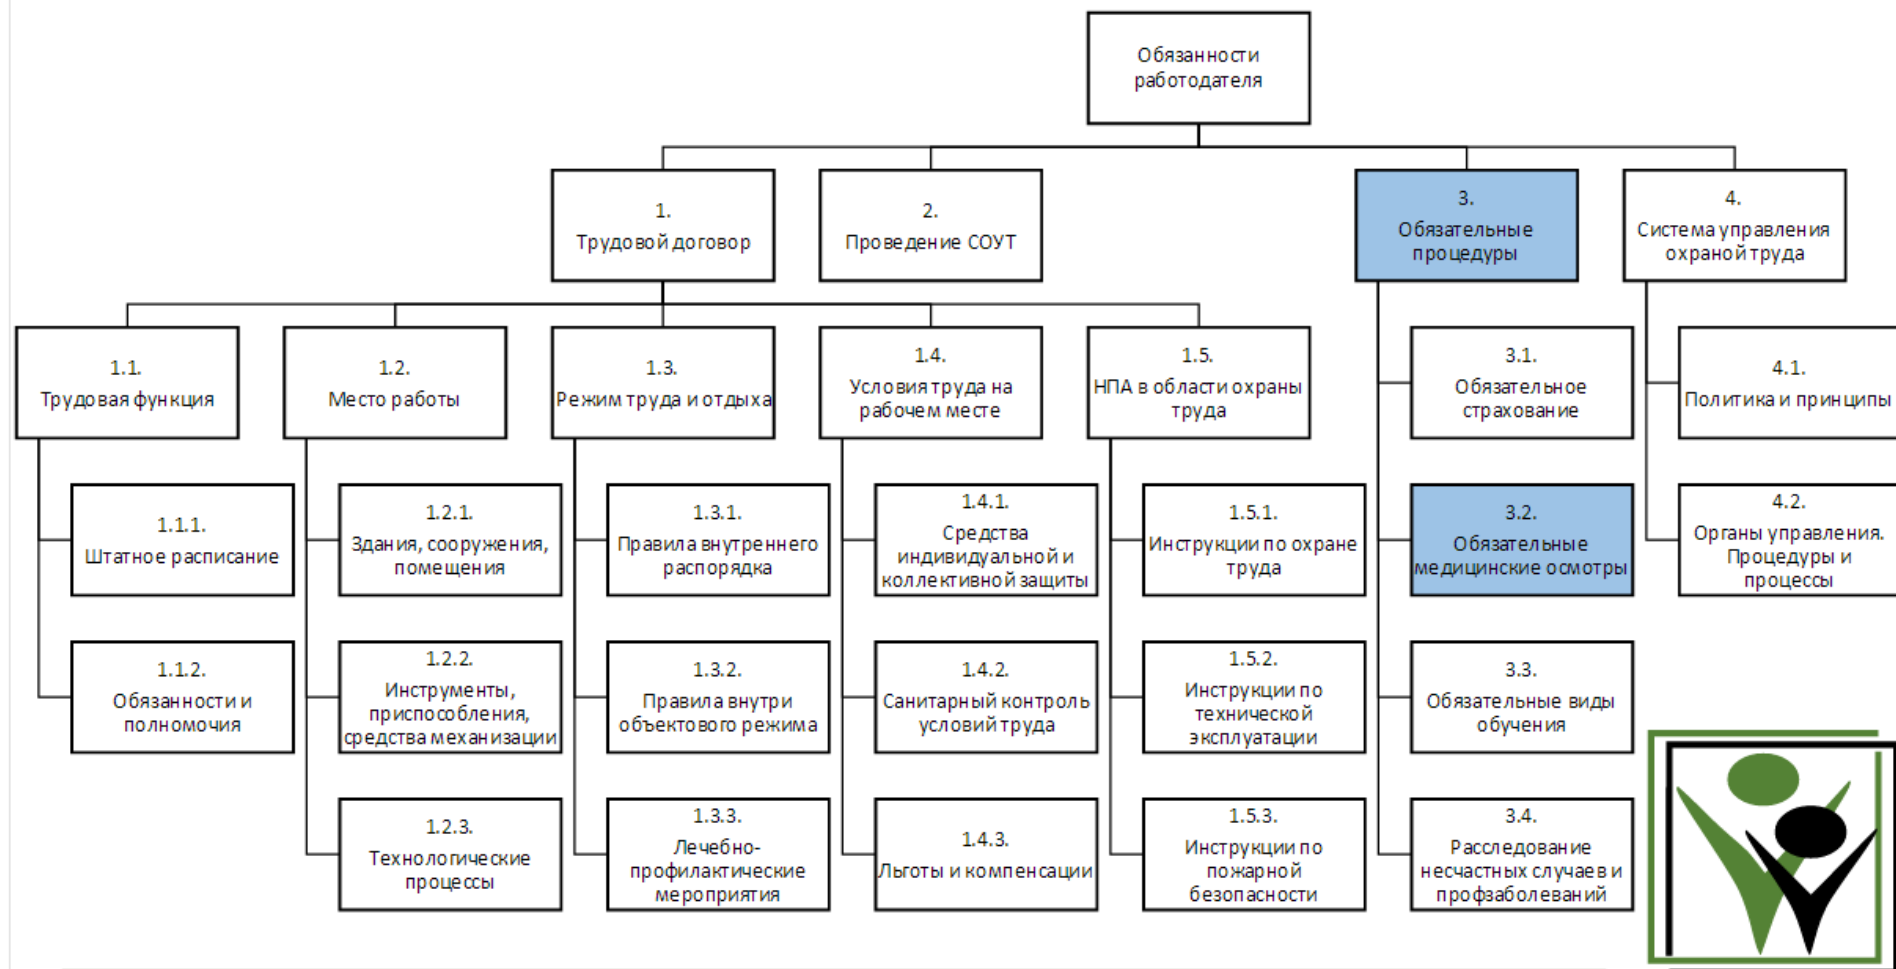 Обязанности
работодателя
1.
Трудовой договор
2.
Проведение СОУТ
3.
Обязательные
процедуры
4.
Система управления
охраной труда
1.1.
Трудовая функция
1.2.
Место работы
1.3.
Режим труда и отдыха
1.4.
Условия труда на
рабочем месте
1.5.
НПА в области охраны
труда
3.1.
Обязательное
страхование
4.1.
Политика и принципы
1.1.1.
Штатное расписание
1.2.1.
Здания, сооружения,
помещения
1.3.1.
Правила внутреннего
распорядка
1.4.1.
Средства
индивидуальной и
коллективной защиты
1.5.1.
Инструкции по охране
труда
3.2.
Обязательные
медицинские осмотры
4.2.
Органы управления.
Процедуры и
процессы
1.1.2.
Обязанности и
полномочия
1.2.2.
Инструменты,
приспособления,
средства механизации
1.3.2.
Правила внутри
объектового режима
1.4.2.
Санитарный контроль
условий труда
1.5.2.
Инструкции по
технической
эксплуатации
3.3.
Обязательные виды
обучения
1.2.3.
Технологические
процессы
1.3.3.
Лечебно-
профилактические
мероприятия
1.4.3.
Льготы и компенсации
1.5.3.
Инструкции по
пожарной
безопасности
3.4.
Расследование
несчастных случаев и
профзаболеваний